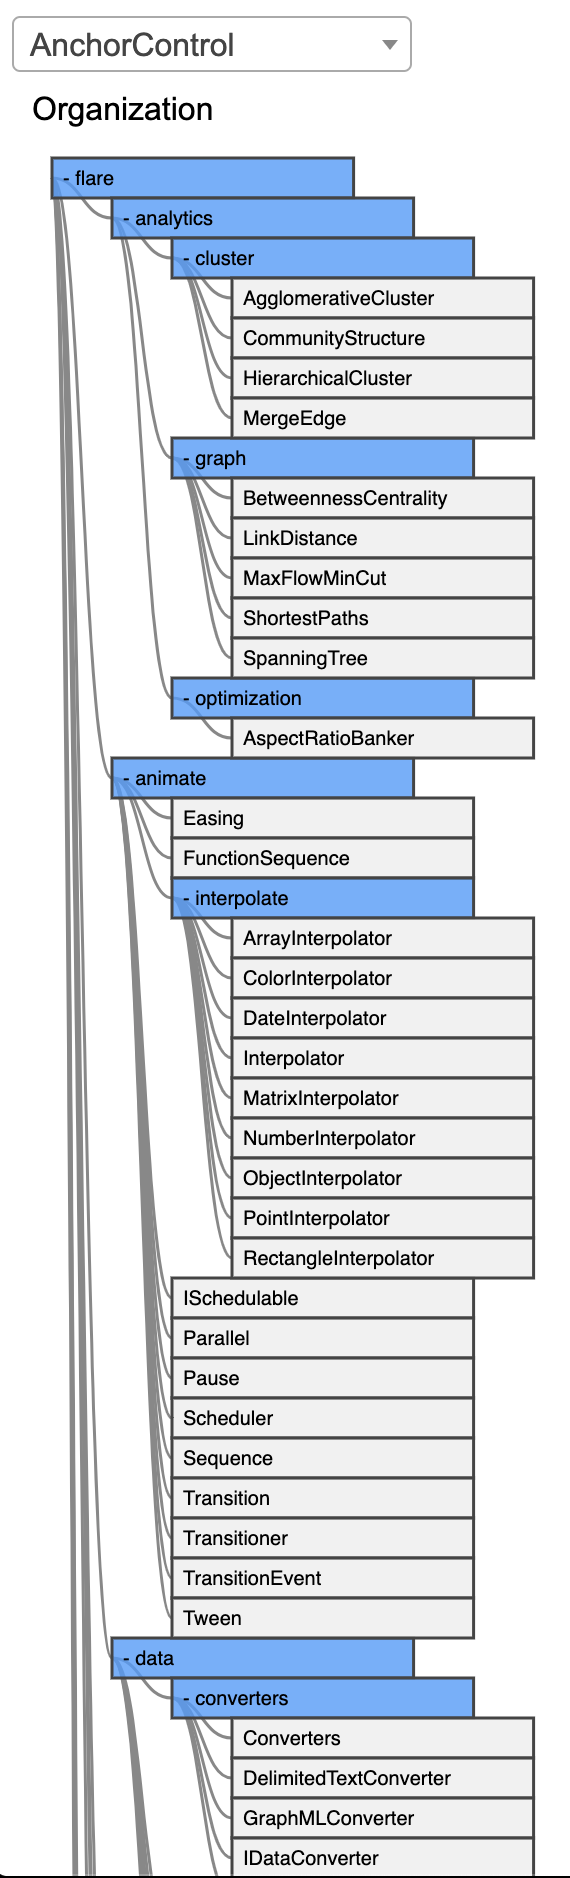 AnchorControl
Organization
- flare
- analytics
- cluster
AgglomerativeCluster
CommunityStructure
HierarchicalCluster
MergeEdge
- graph
BetweennessCentrality
LinkDistance
MaxFlowMinCut
ShortestPaths
SpanningTree
- optimization
AspectRatioBanker
- animate
Easing
FunctionSequence
- interpolate
ArrayInterpolator
ColorInterpolator
DateInterpolator
Interpolator
MatrixInterpolator
NumberInterpolator
ObjectInterpolator
PointInterpolator
RectangleInterpolator
ISchedulable
Parallel
Pause
Scheduler
Sequence
Transition
Transitioner
TransitionEvent
Tween
- data
- converters
Converters
DelimitedTextConverter
GraphMLConverter
IDataConverter